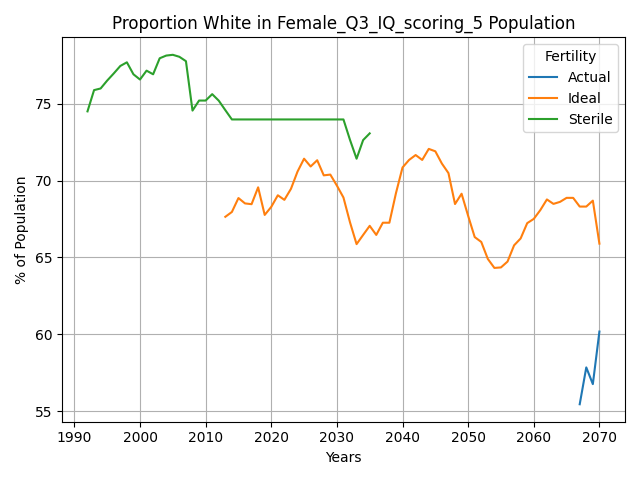 Proportion White in Female_Q3_IQ_scoring_5 Population
Fertility
Actual
Ideal
Sterile
% of Population
75
70
65
60
55
1990 2000 2010 2020 2030 2040 2050 2060 2070
Years